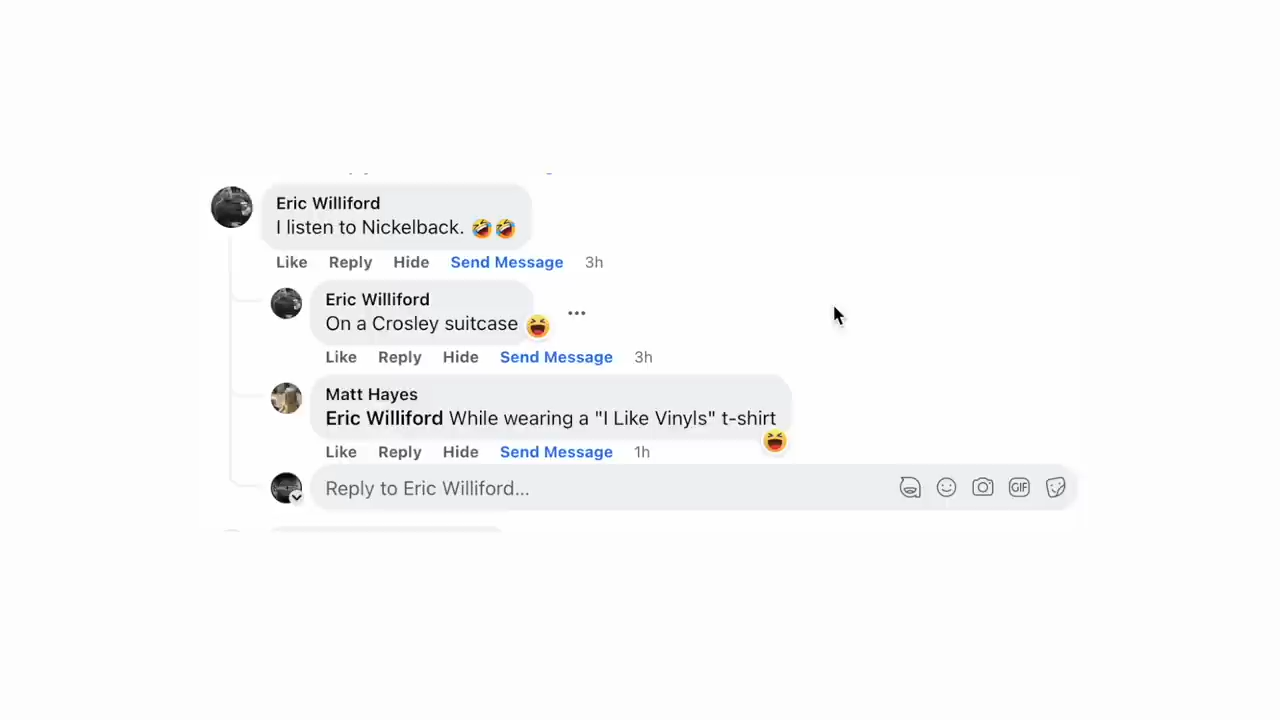 Eric Williford
I listen to Nickelback. 🤣🤣
Like Reply Hide Send Message 3h
Eric Williford
On a Crosley suitcase
Like Reply Hide Send Message 3h
Matt Hayes
Eric Williford While wearing a "I Like Vinyls" t-shirt
Like Reply Hide Send Message 1h
Reply to Eric Williford...
GIF